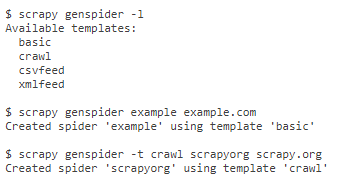 $ scrapy genspider -l
Available templates:
  basic
  crawl
  csvfeed
  xmlfeed

$ scrapy genspider example example.com
Created spider 'example' using template 'basic'

$ scrapy genspider -t crawl scrapyorg scrapy.org
Created spider 'scrapyorg' using template 'crawl'